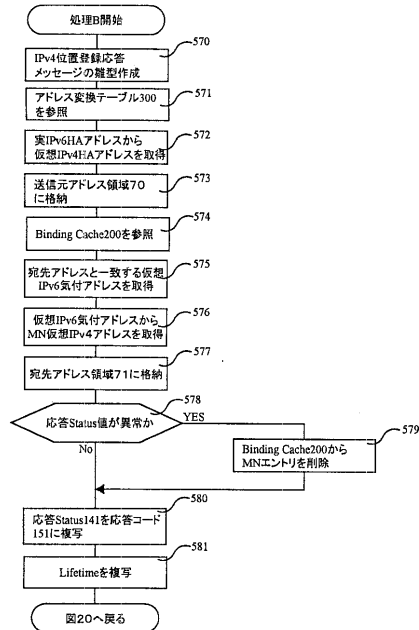 処理B開始
570
IPv4位置登録応答
メッセージの雛型作成
571
アドレス変換テーブル300
を参照
572
実IPv6HAアドレスから
仮想IPv4HAアドレスを取得
573
送信元アドレス領域70
に格納
574
Binding Cache200を参照
575
宛先アドレスと一致する仮想
IPv6気付アドレスを取得
576
仮想IPv6気付アドレスから
MN仮想IPv4アドレスを取得
577
宛先アドレス領域71に格納
578
応答Status値が異常か
YES
No
579
Binding Cache200から
MNエントリを削除
580
応答Status141を応答コード
151に複写
581
Lifetimeを複写
図20へ戻る